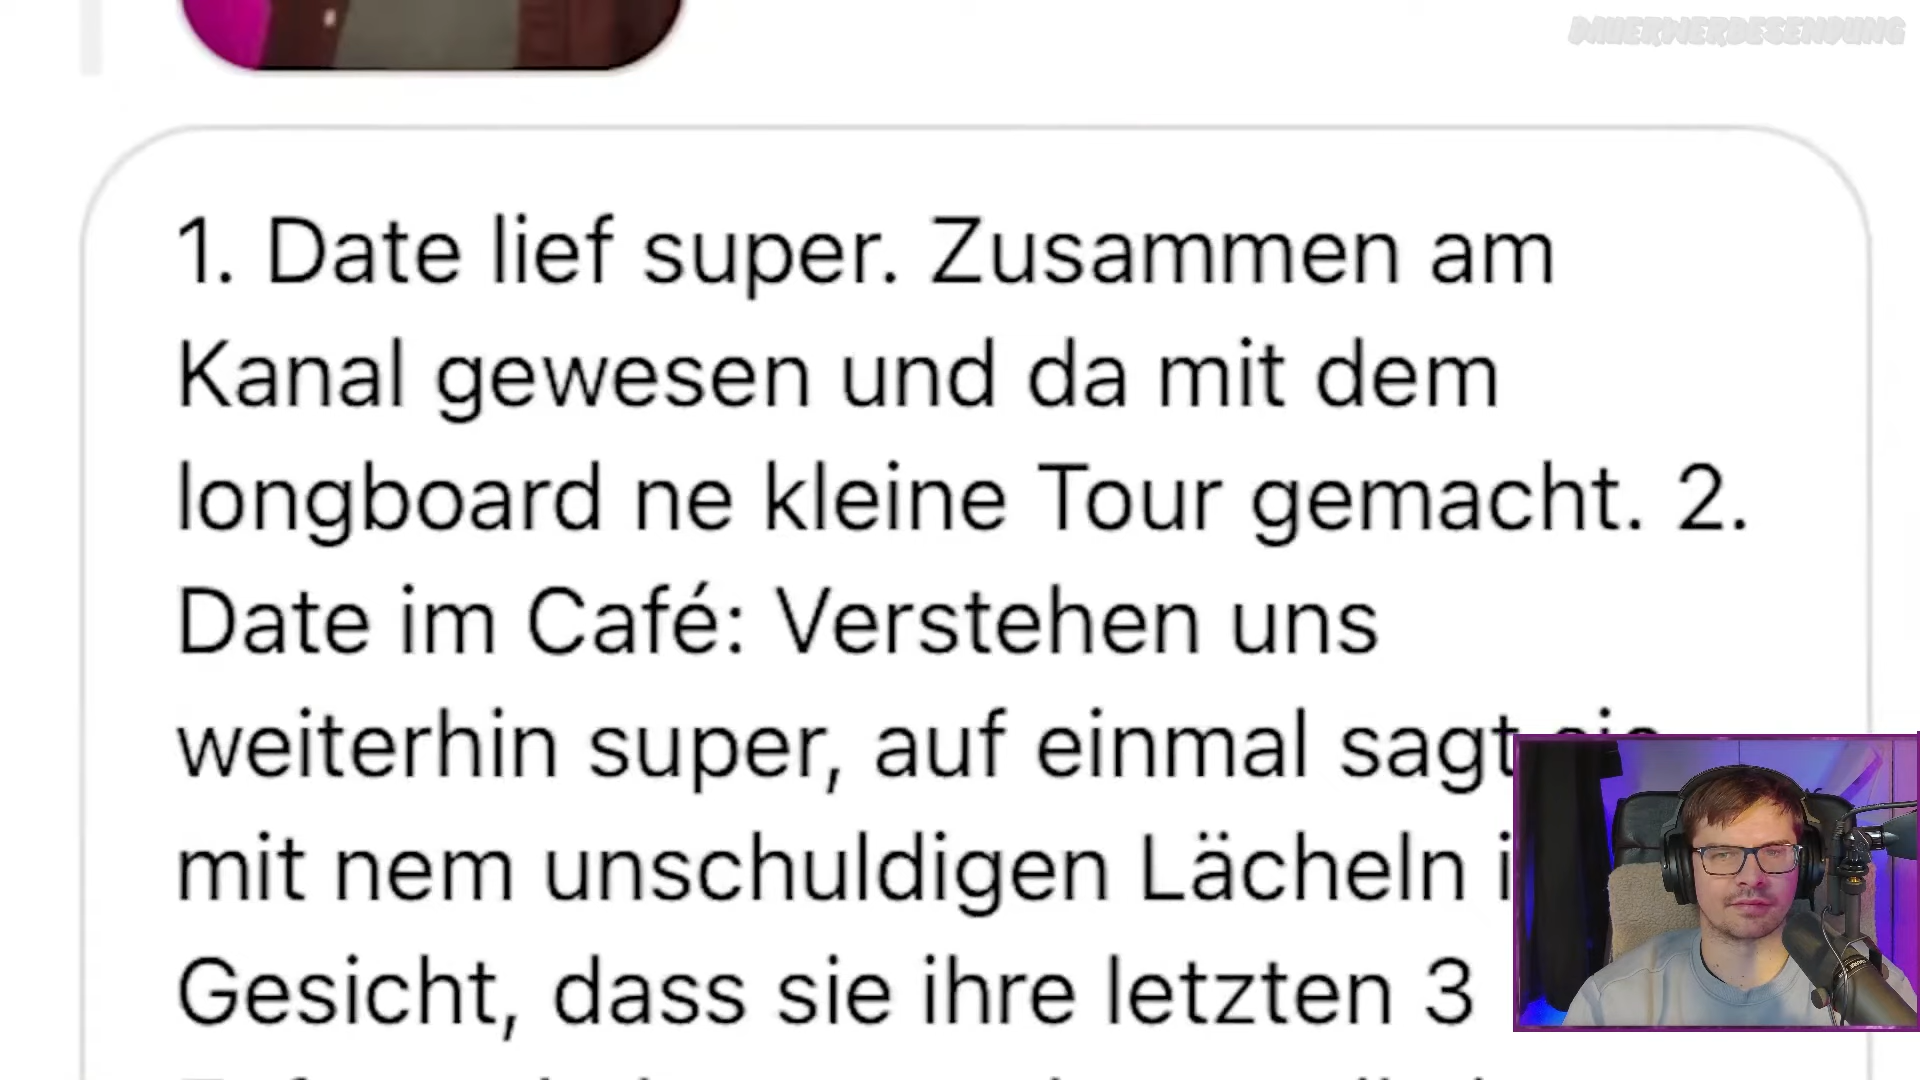 DAUERWERBESENDUNG
1. Date lief super. Zusammen am
Kanal gewesen und da mit dem
longboard ne kleine Tour gemacht. 2.
Date im Café: Verstehen uns
weiterhin super, auf einmal sagt sie
mit nem unschuldigen Lächeln
Gesicht, dass sie ihre letzten 3